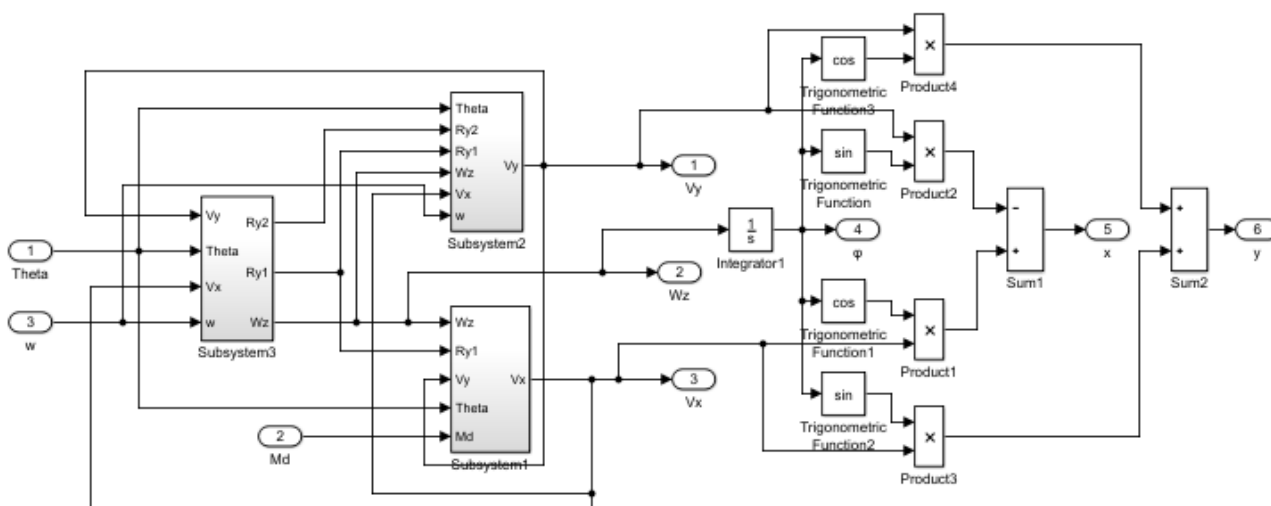 cos
×
Product4
Trigonometric
Function3
Theta
Ry2
Ry1
Wz
Vx
w
Vy
Subsystem2
1
Vy
sin
×
Product2
Trigonometric
Function
1
Theta
3
w
Vy
Theta
Vx
w
Ry2
Ry1
Wz
Subsystem3
1
s
Integrator1
4
φ
2
Wz
−
+
Sum1
5
x
+
+
Sum2
6
y
Wz
Ry1
Vy
Theta
Md
Vx
Subsystem1
2
Md
3
Vx
cos
×
Product1
Trigonometric
Function1
sin
×
Product3
Trigonometric
Function2